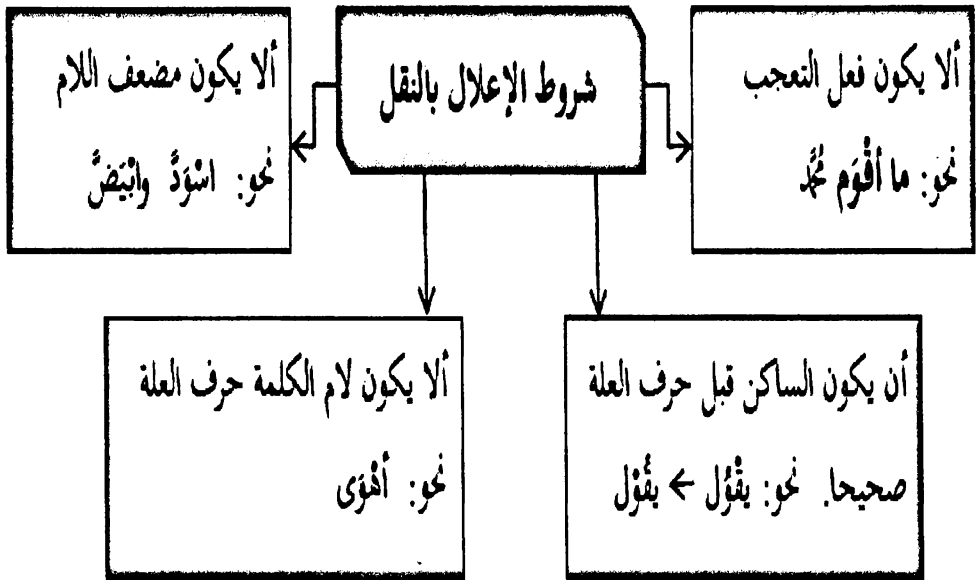 شروط الإعلال بالنقل
ألا يكون فعل التعجب
نحو: ما أقْوَم مُحَمَّد
ألا يكون مضعف اللام
نحو: اسْوَدَّ وابْيَضَّ
أن يكون الساكن قبل حرف العلة
صحيحا. نحو: يقْوُل ← يقُوْل
ألا يكون لام الكلمة حرف العلة
نحو: أهْوَى